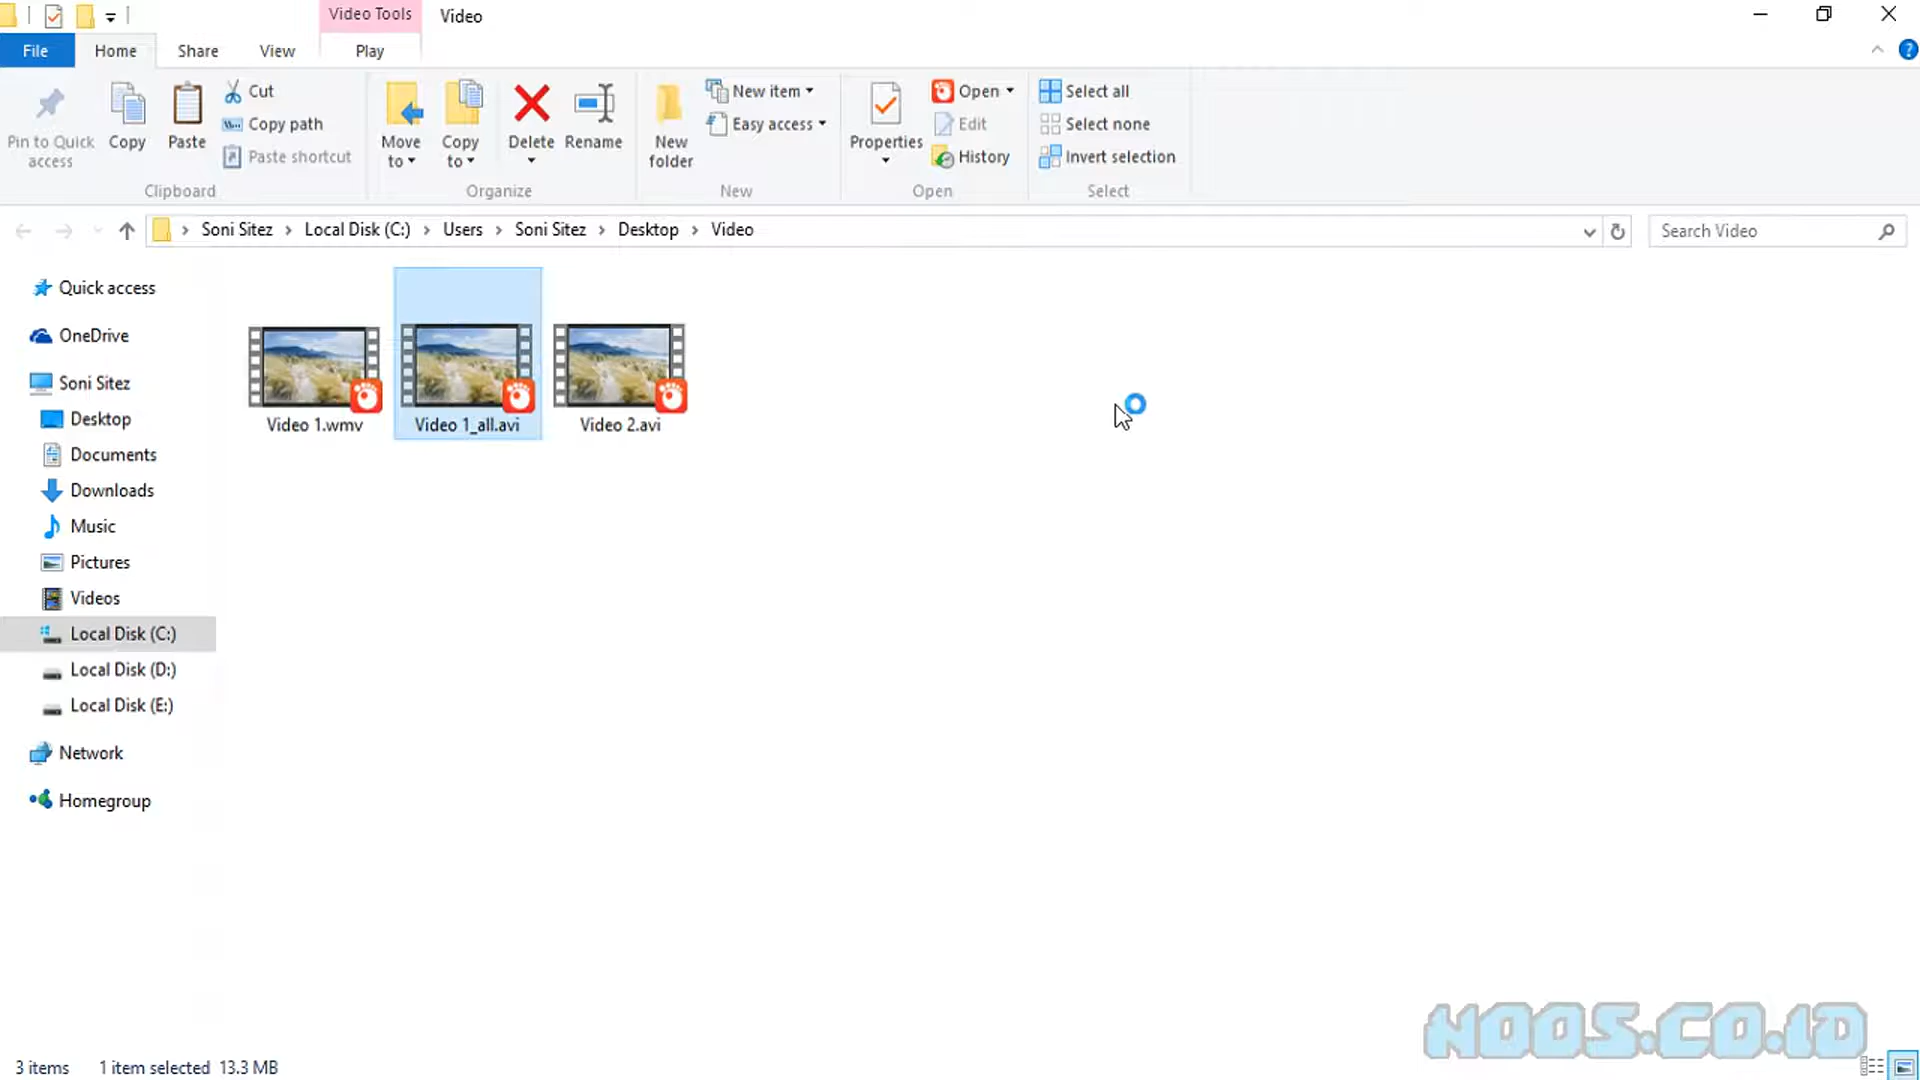 Video Tools
Video
File
Home
Share
View
Play
Pin to Quick
access
Copy
Paste
Cut
Copy path
Paste shortcut
Clipboard
Move
to
Copy
to
Delete
Rename
Organize
New
folder
New item
Easy access
New
Properties
Open
Edit
History
Open
Select all
Select none
Invert selection
Select
Soni Sitez
Local Disk (C:)
Users
Soni Sitez
Desktop
Video
Search Video
Quick access
OneDrive
Soni Sitez
Desktop
Documents
Downloads
Music
Pictures
Videos
Local Disk (C:)
Local Disk (D:)
Local Disk (E:)
Network
Homegroup
Video 1.wmv
Video 1_all.avi
Video 2.avi
NOOS.CO.ID
3 items
1 item selected 13.3 MB